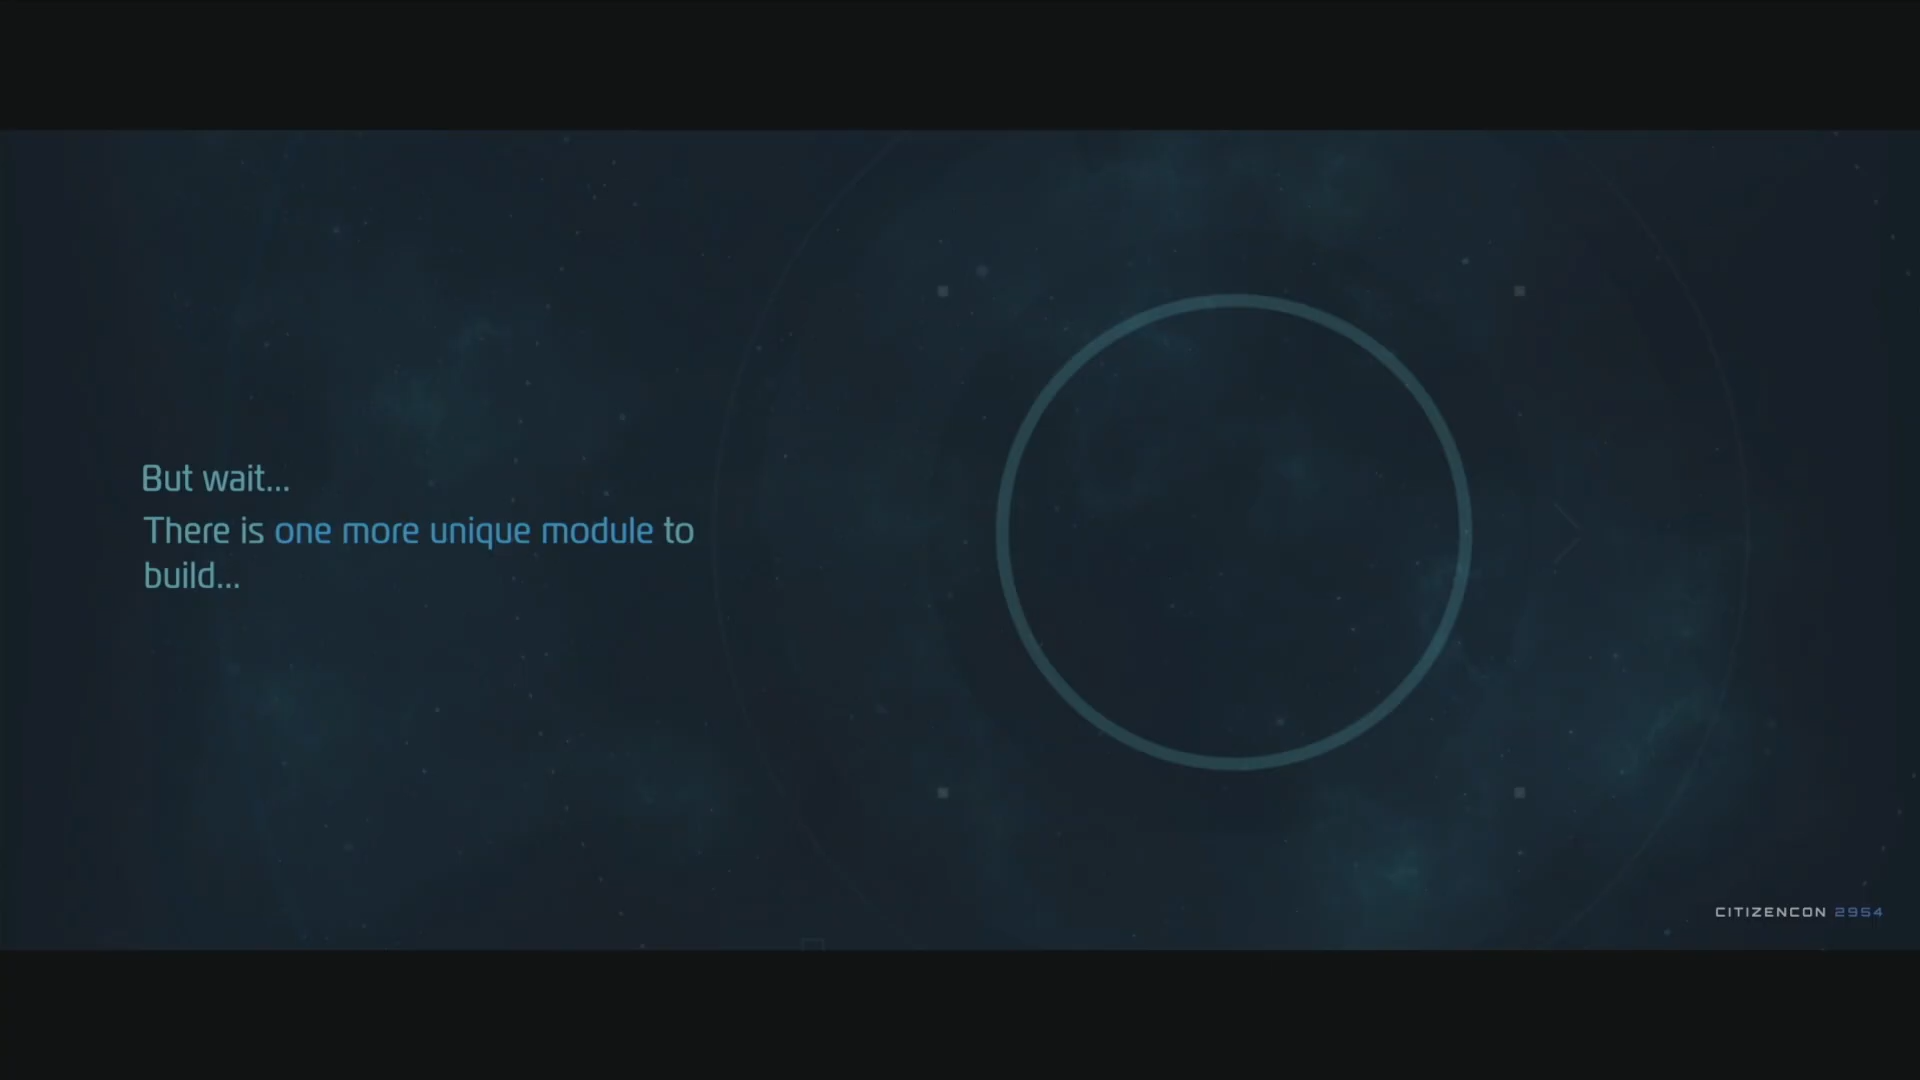 But wait...
There is one more unique module to
build...
CITIZENCON 2954